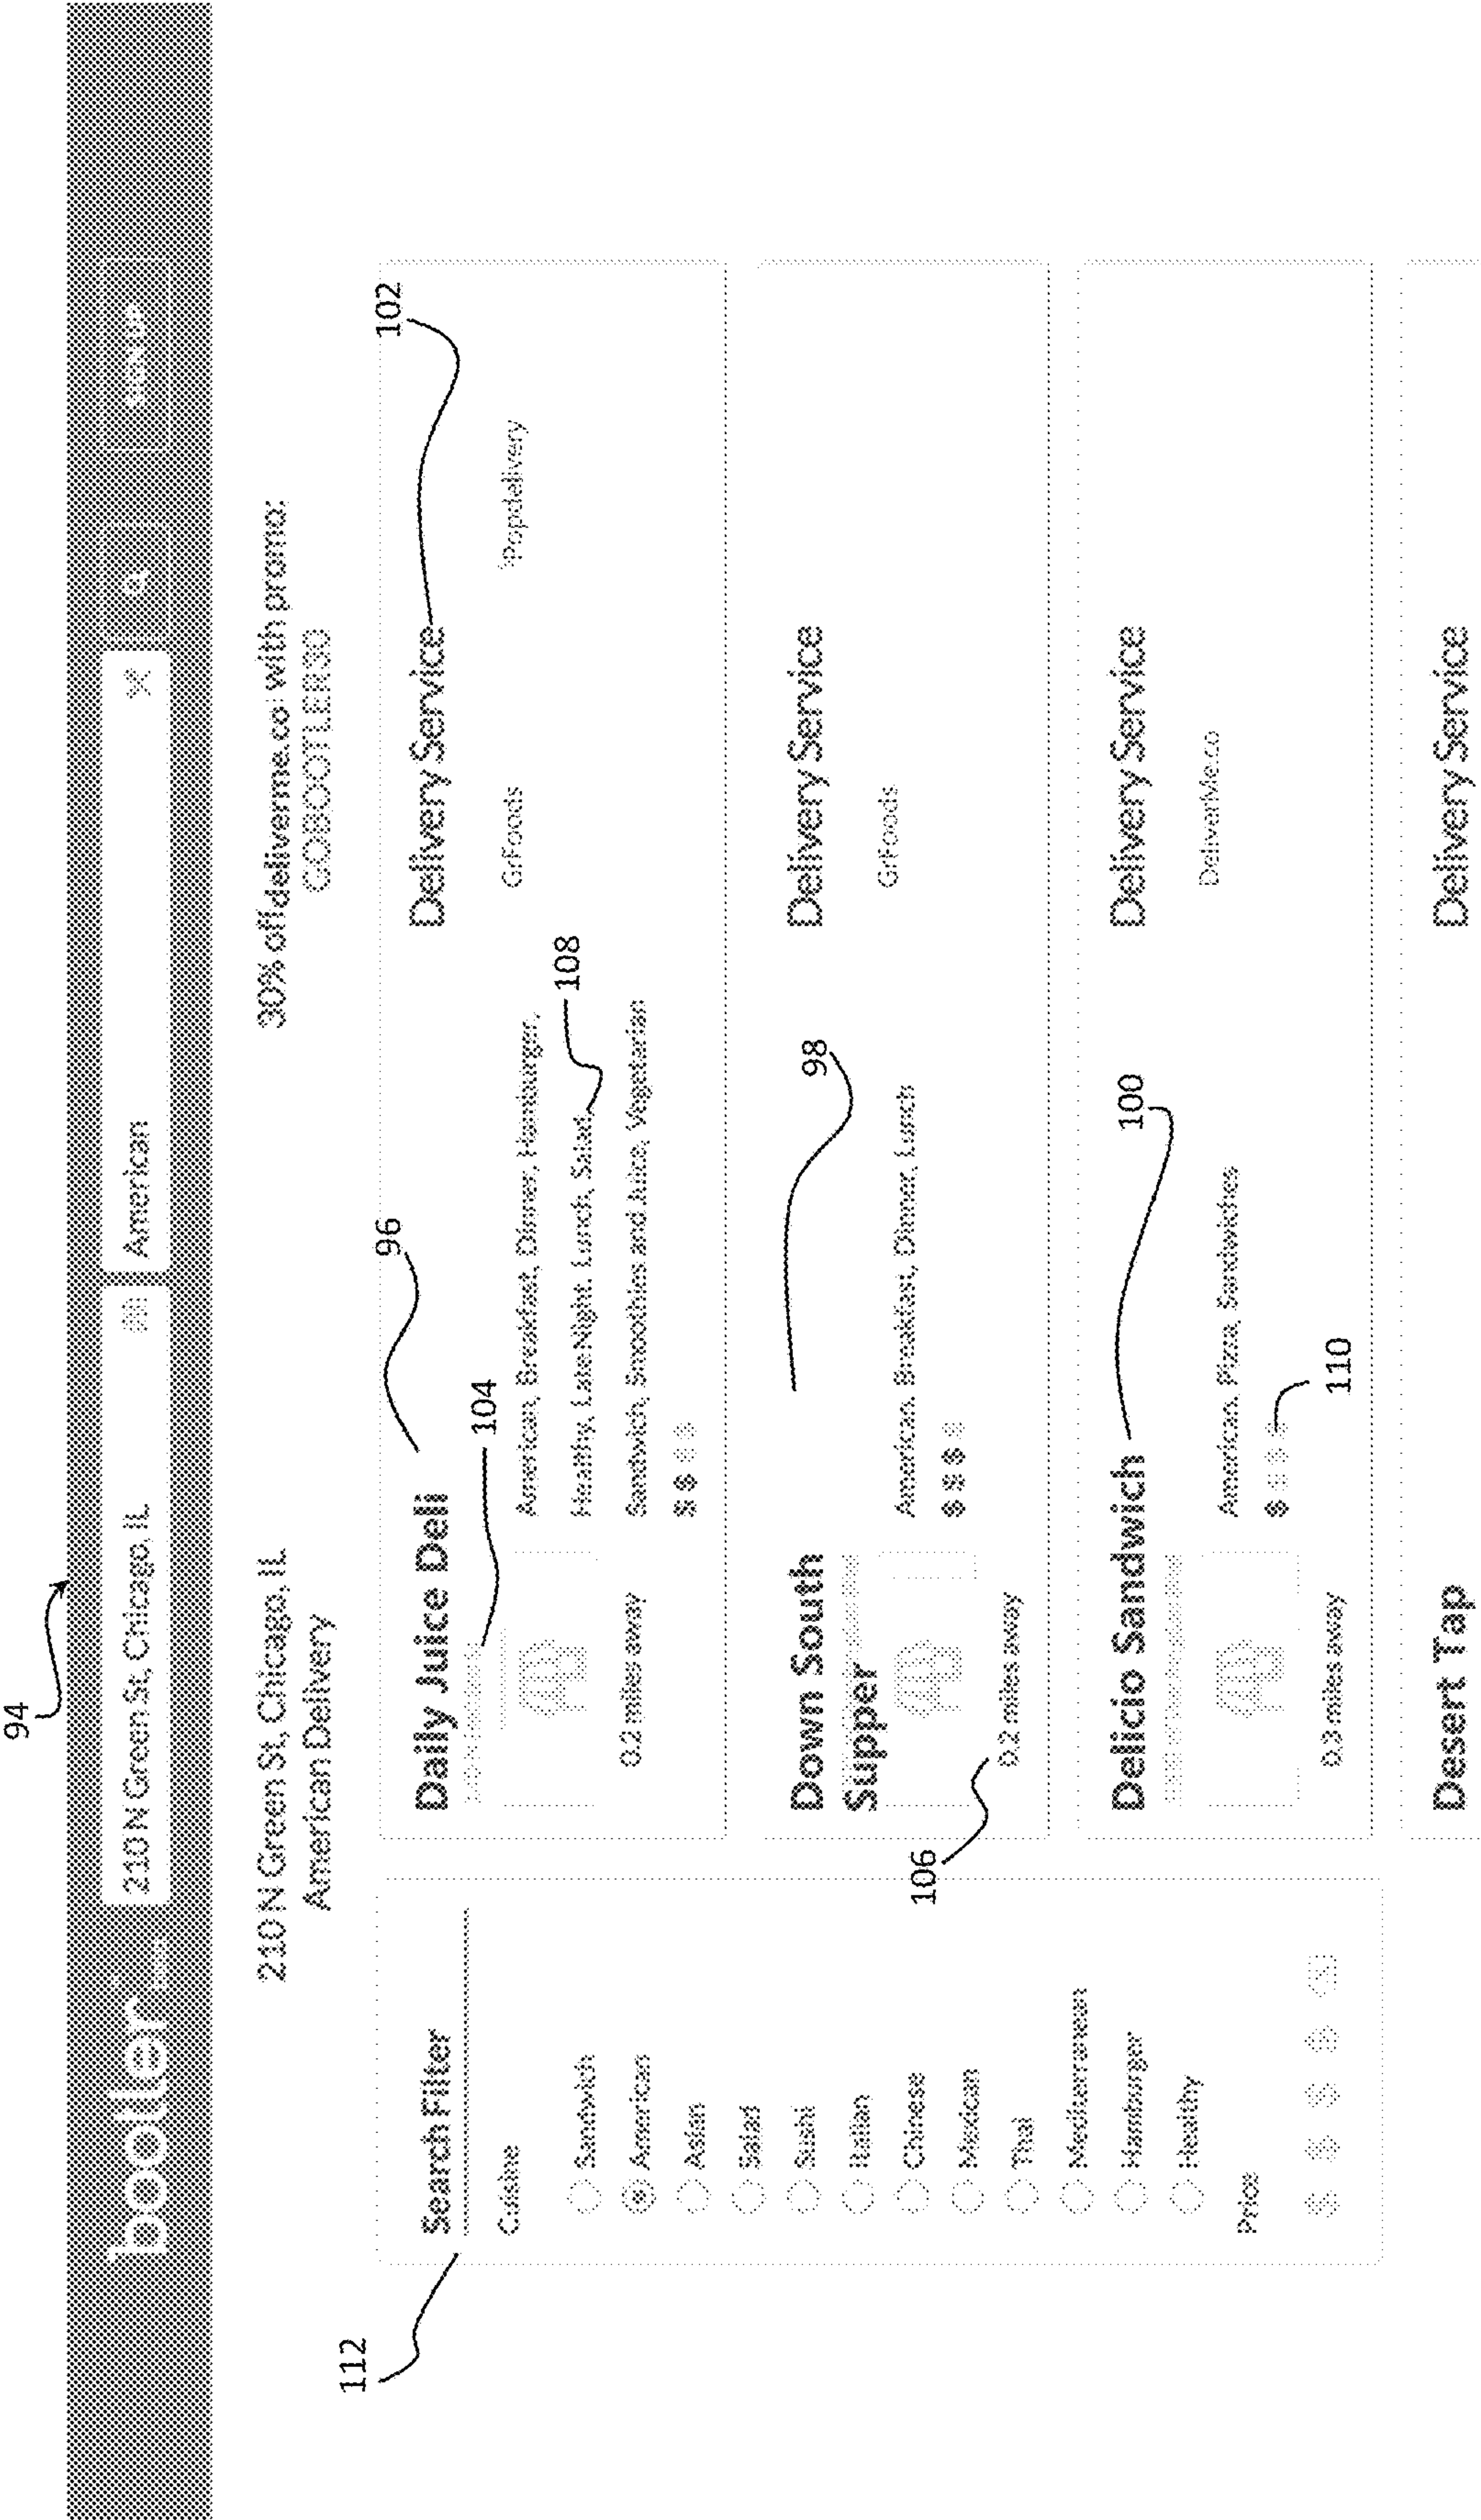 94
bootler
210 N Green St, Chicago, IL
American
210 N Green St, Chicago, IL
American Delivery
30% off deliverme.co with promo:
GOBOOTLER30
112
Search Filter
Cuisine
Sandwich
American
Asian
Salad
Sushi
Italian
Chinese
Mexican
Thai
Mediterranean
Hamburger
Healthy
Price
$ $ $ $
96
102
Daily Juice Deli
104
0.2 miles away
American, Breakfast, Dinner, Hamburger,
Healthy, Late Night, Lunch, Salad,
Sandwich, Smoothies and Juice, Vegetarian
$ $ $ $
108
Delivery Service
GrFoods
Popdelivery
98
Down South
Supper
0.2 miles away
106
American, Breakfast, Dinner, Lunch
$ $ $ $
Delivery Service
GrFoods
100
Delicio Sandwich
0.3 miles away
American, Pizza, Sandwiches
$ $ $ $
110
Delivery Service
DeliverMe.co
Desert Tap
Delivery Service